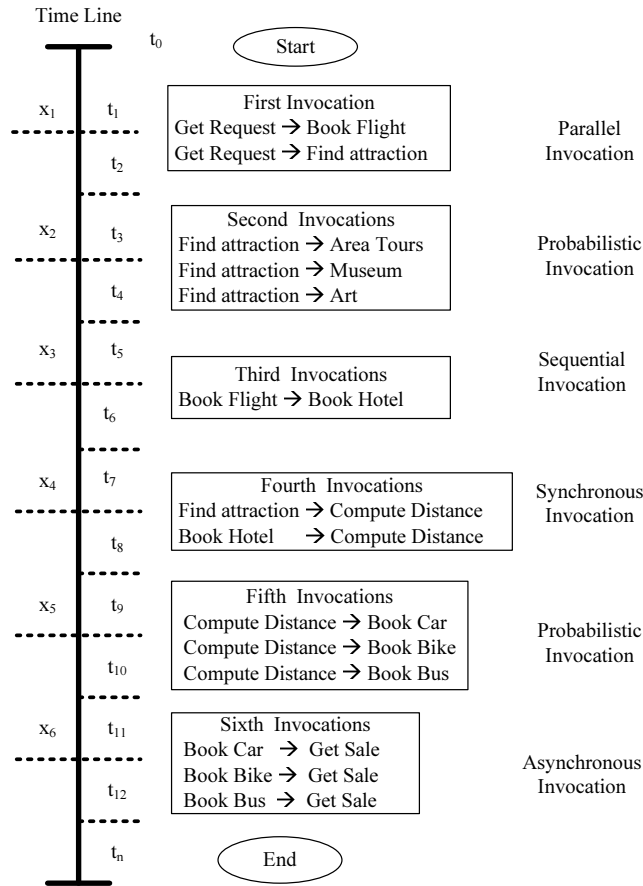 Time Line
t0
Start
x1
t1
First Invocation
Get Request → Book Flight
Get Request → Find attraction
Parallel
Invocation
t2
x2
t3
Second Invocations
Find attraction → Area Tours
Find attraction → Museum
Find attraction → Art
Probabilistic
Invocation
t4
x3
t5
Third Invocations
Book Flight → Book Hotel
Sequential
Invocation
t6
x4
t7
Fourth Invocations
Find attraction → Compute Distance
Book Hotel → Compute Distance
Synchronous
Invocation
t8
x5
t9
Fifth Invocations
Compute Distance → Book Car
Compute Distance → Book Bike
Compute Distance → Book Bus
Probabilistic
Invocation
t10
x6
t11
Sixth Invocations
Book Car → Get Sale
Book Bike → Get Sale
Book Bus → Get Sale
Asynchronous
Invocation
t12
tn
End